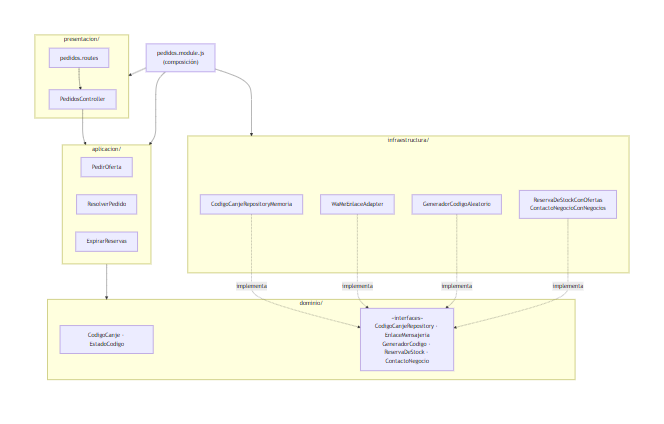 presentacion/
pedidos.routes
PedidosController
pedidos.module.js
(composición)
aplicacion/
PedirOferta
ResolverPedido
ExpirarReservas
infraestructura/
CodigoCanjeRepositoryMemoria
WaMeEnlaceAdapter
GeneradorCodigoAleatorio
ReservaDeStockConOfertas
ContactoNegocioConNegocios
implementa
implementa
implementa
implementa
dominio/
CodigoCanje ·
EstadoCodigo
«interfaces»
CodigoCanjeRepository ·
EnlaceMensajeria
GeneradorCodigo ·
ReservaDeStock ·
ContactoNegocio